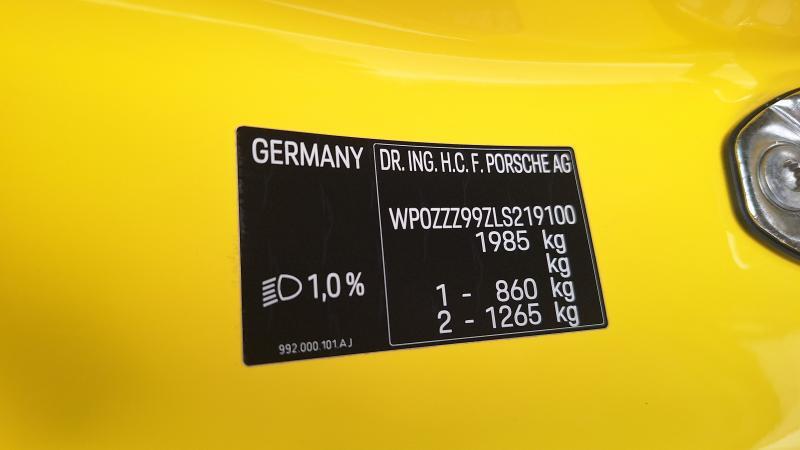 GERMANY
DR. ING. H.C. F. PORSCHE AG
WP0ZZZ99ZLS219100
1985 kg
kg
1 - 860 kg
2 - 1265 kg
1,0 %
992.000.101.AJ